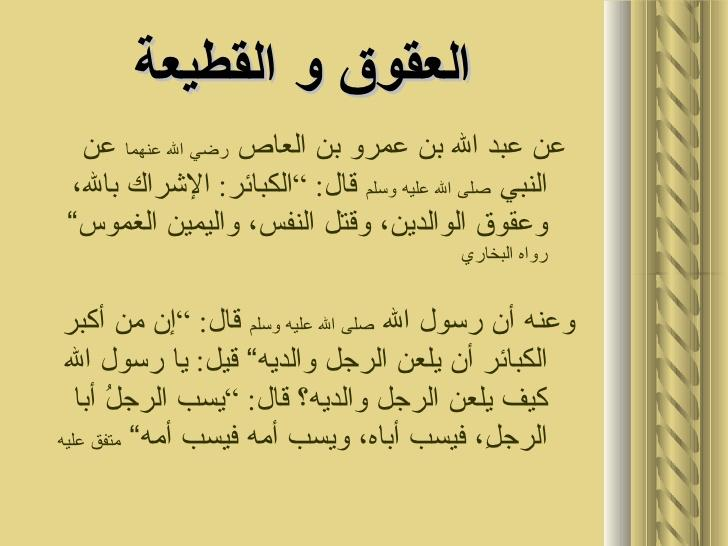 العقوق و القطيعة
عن عبد الله بن عمرو بن العاص رضي الله عنهما عن
النبي صلى الله عليه وسلم قال: “الكبائر: الإشراك بالله،
وعقوق الوالدين، وقتل النفس، واليمين الغموس“
رواه البخاري
وعنه أن رسول الله صلى الله عليه وسلم قال: “إن من أكبر
الكبائر أن يلعن الرجل والديه“ قيل: يا رسول الله
كيف يلعن الرجل والديه؟ قال: “يسب الرجلُ أبا
الرجلِ، فيسب أباه، ويسب أمه فيسب أمه“ متفق عليه